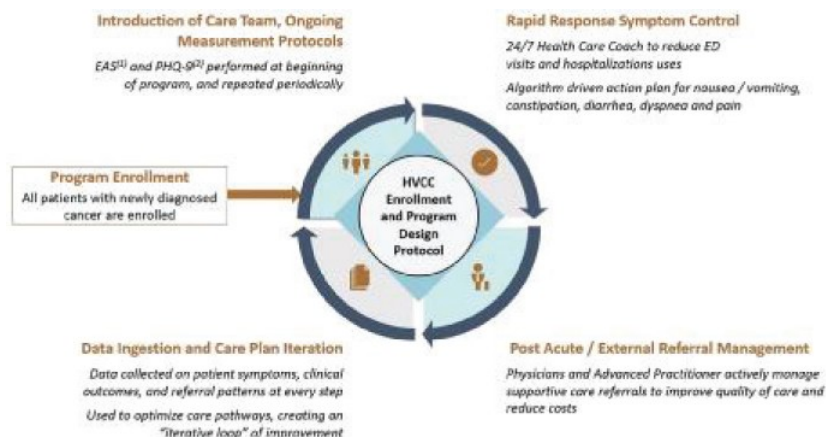 Introduction of Care Team, Ongoing
Measurement Protocols
EAS(1) and PHQ-9(2) performed at beginning
of program, and repeated periodically
Rapid Response Symptom Control
24/7 Health Care Coach to reduce ED
visits and hospitalizations uses
Algorithm driven action plan for nausea / vomiting,
constipation, diarrhea, dyspnea and pain
Program Enrollment
All patients with newly diagnosed
cancer are enrolled
HVCC
Enrollment
and Program
Design
Protocol
Data Ingestion and Care Plan Iteration
Data collected on patient symptoms, clinical
outcomes, and referral patterns at every step
Used to optimize care pathways, creating an
"iterative loop" of improvement
Post Acute / External Referral Management
Physicians and Advanced Practitioner actively manage
supportive care referrals to improve quality of care and
reduce costs